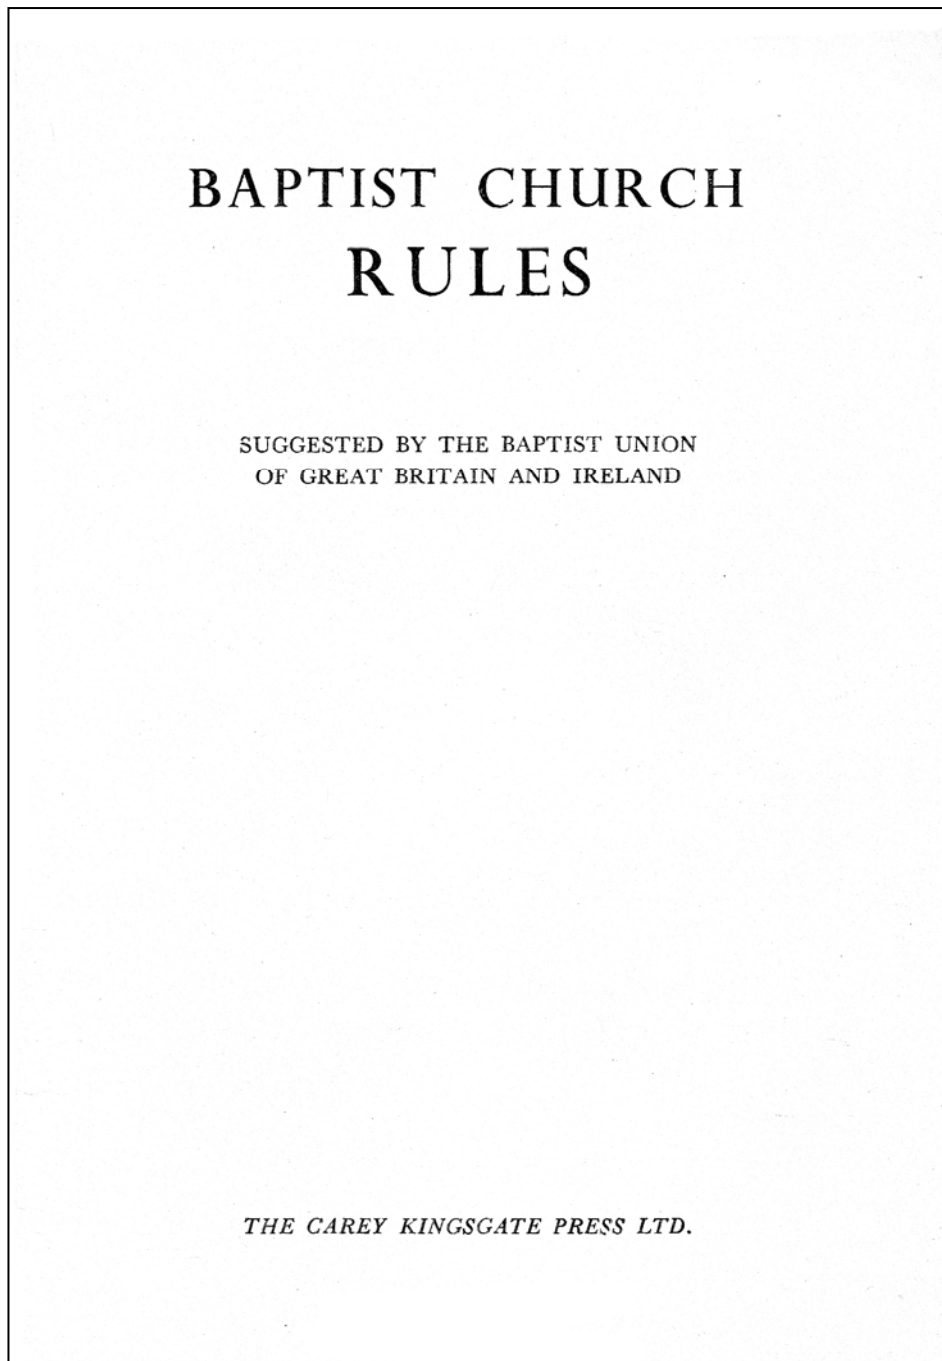 BAPTIST CHURCH
RULES
SUGGESTED BY THE BAPTIST UNION
OF GREAT BRITAIN AND IRELAND
THE CAREY KINGSGATE PRESS LTD.